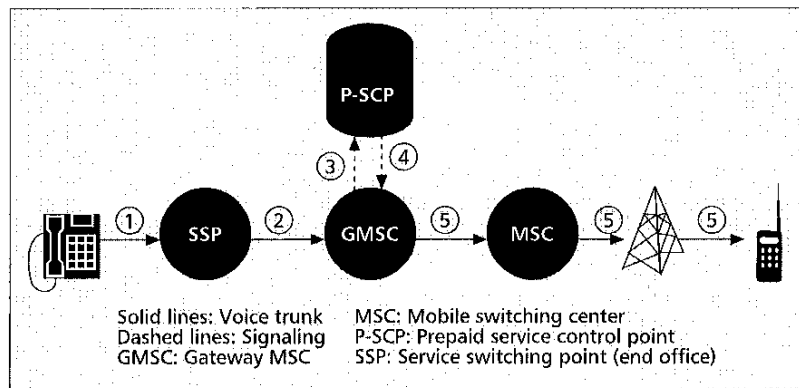 P-SCP
③ ④
① SSP ② GMSC ⑤ MSC ⑤ ⑤
Solid lines: Voice trunk
Dashed lines: Signaling
GMSC: Gateway MSC
MSC: Mobile switching center
P-SCP: Prepaid service control point
SSP: Service switching point (end office)